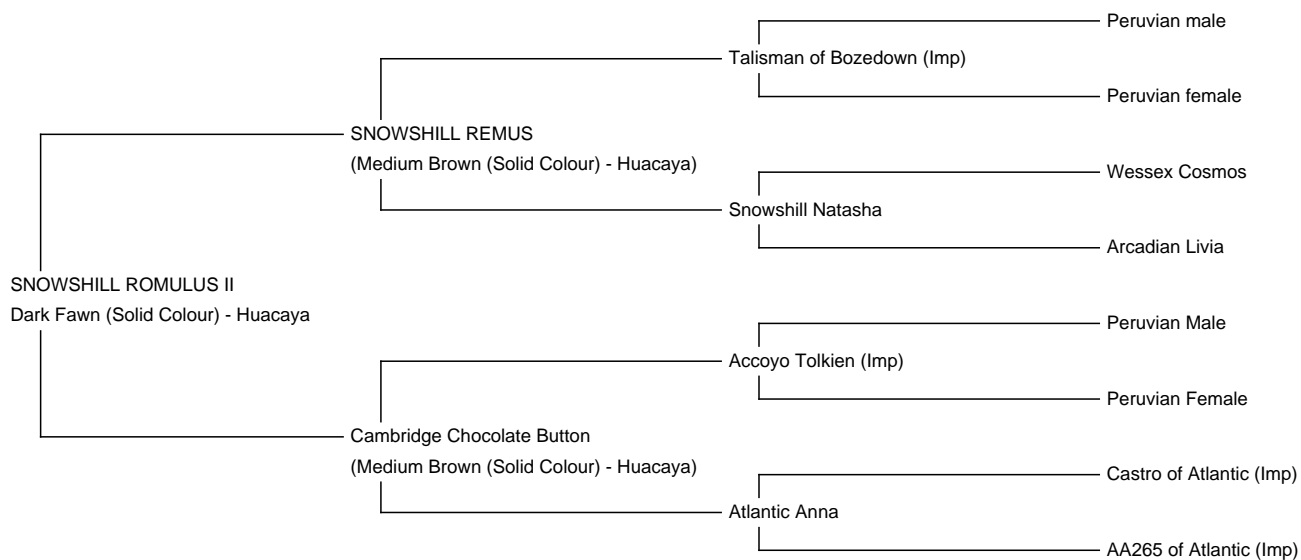 Peruvian male
Talisman of Bozedown (Imp)
Peruvian female
SNOWSHILL REMUS
(Medium Brown (Solid Colour) - Huacaya)
Wessex Cosmos
Snowshill Natasha
Arcadian Livia
SNOWSHILL ROMULUS II
Dark Fawn (Solid Colour) - Huacaya
Peruvian Male
Accoyo Tolkien (Imp)
Peruvian Female
Cambridge Chocolate Button
(Medium Brown (Solid Colour) - Huacaya)
Castro of Atlantic (Imp)
Atlantic Anna
AA265 of Atlantic (Imp)